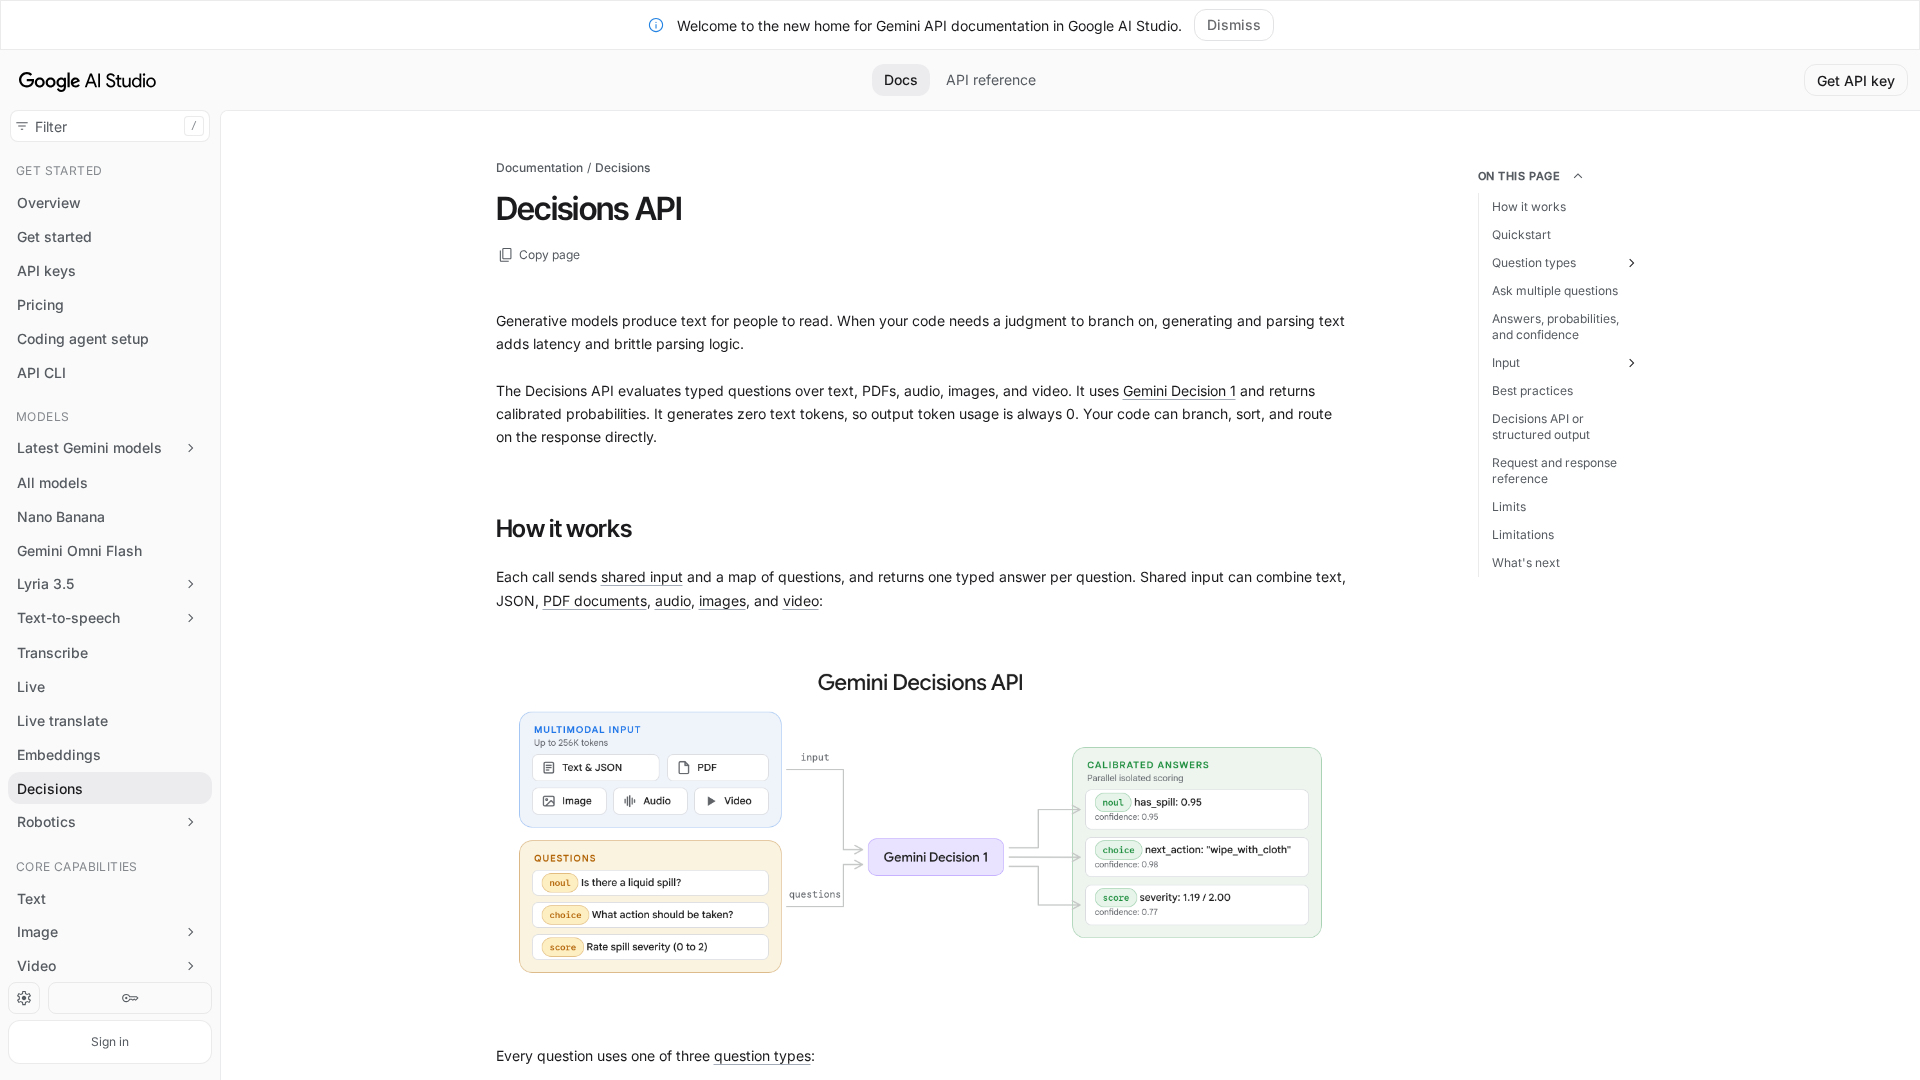 Welcome to the new home for Gemini API documentation in Google AI Studio.
Dismiss
Google AI Studio
Docs
API reference
Get API key
Filter
/
GET STARTED
Overview
Get started
API keys
Pricing
Coding agent setup
API CLI
MODELS
Latest Gemini models
All models
Nano Banana
Gemini Omni Flash
Lyria 3.5
Text-to-speech
Transcribe
Live
Live translate
Embeddings
Decisions
Robotics
CORE CAPABILITIES
Text
Image
Video
Sign in
Documentation / Decisions
Decisions API
Copy page
Generative models produce text for people to read. When your code needs a judgment to branch on, generating and parsing text
adds latency and brittle parsing logic.
The Decisions API evaluates typed questions over text, PDFs, audio, images, and video. It uses Gemini Decision 1 and returns
calibrated probabilities. It generates zero text tokens, so output token usage is always 0. Your code can branch, sort, and route
on the response directly.
How it works
Each call sends shared input and a map of questions, and returns one typed answer per question. Shared input can combine text,
JSON, PDF documents, audio, images, and video:
Gemini Decisions API
MULTIMODAL INPUT
Up to 256K tokens
Text & JSON
PDF
Image
Audio
Video
QUESTIONS
noul Is there a liquid spill?
choice What action should be taken?
score Rate spill severity (0 to 2)
input
questions
Gemini Decision 1
CALIBRATED ANSWERS
Parallel isolated scoring
noul has_spill: 0.95
confidence: 0.95
choice next_action: "wipe_with_cloth"
confidence: 0.98
score severity: 1.19 / 2.00
confidence: 0.77
Every question uses one of three question types:
ON THIS PAGE
How it works
Quickstart
Question types
Ask multiple questions
Answers, probabilities,
and confidence
Input
Best practices
Decisions API or
structured output
Request and response
reference
Limits
Limitations
What's next